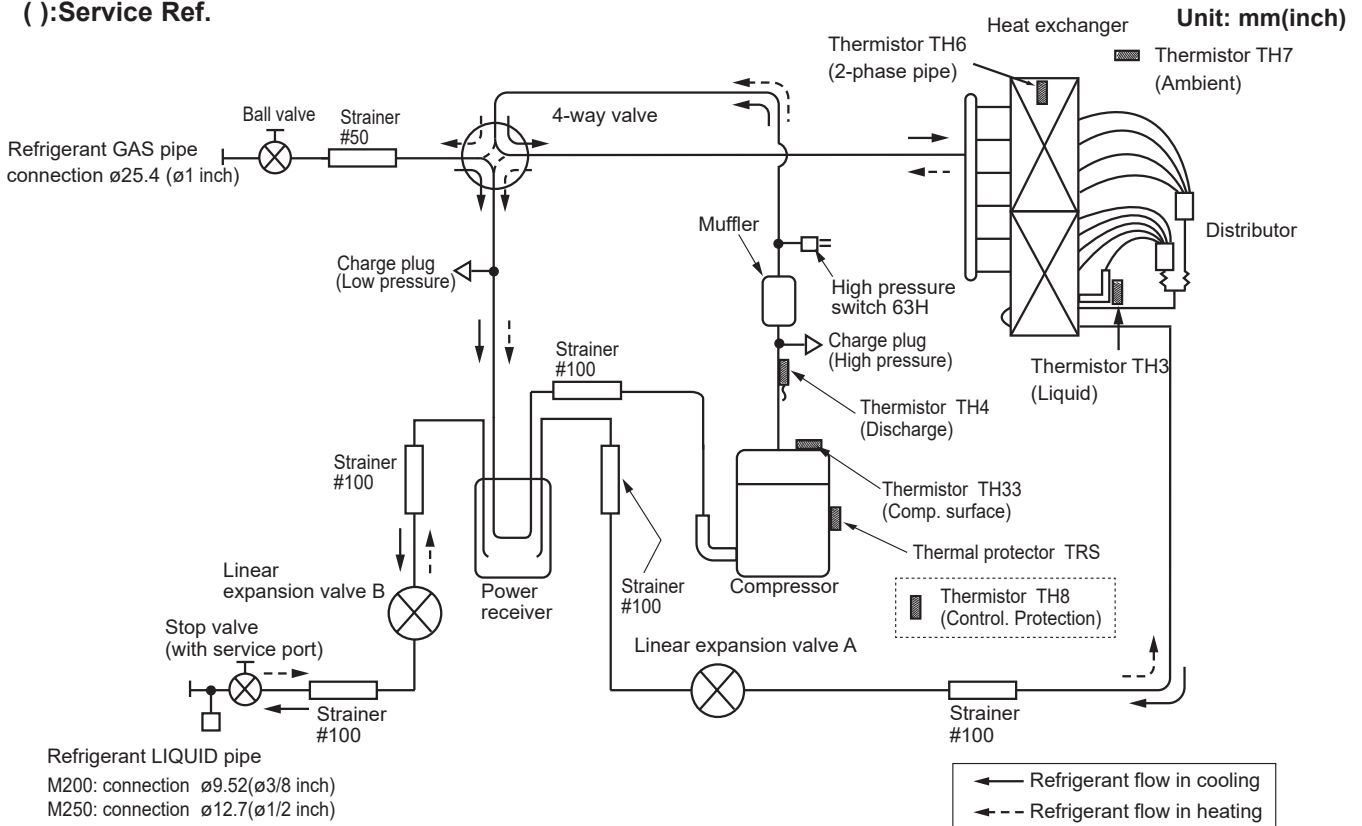 ( ):Service Ref.
Unit: mm(inch)
Heat exchanger
Thermistor TH6
(2-phase pipe)
Thermistor TH7
(Ambient)
Ball valve
Strainer
#50
4-way valve
Refrigerant GAS pipe
connection ø25.4 (ø1 inch)
Muffler
Distributor
Charge plug
(Low pressure)
High pressure
switch 63H
Charge plug
(High pressure)
Strainer
#100
Thermistor TH3
(Liquid)
Thermistor TH4
(Discharge)
Strainer
#100
Thermistor TH33
(Comp. surface)
Thermal protector TRS
Linear
expansion valve B
Power
receiver
Strainer
#100
Compressor
Thermistor TH8
(Control. Protection)
Stop valve
(with service port)
Linear expansion valve A
Strainer
#100
Strainer
#100
Refrigerant LIQUID pipe
M200: connection ø9.52(ø3/8 inch)
M250: connection ø12.7(ø1/2 inch)
Refrigerant flow in cooling
Refrigerant flow in heating